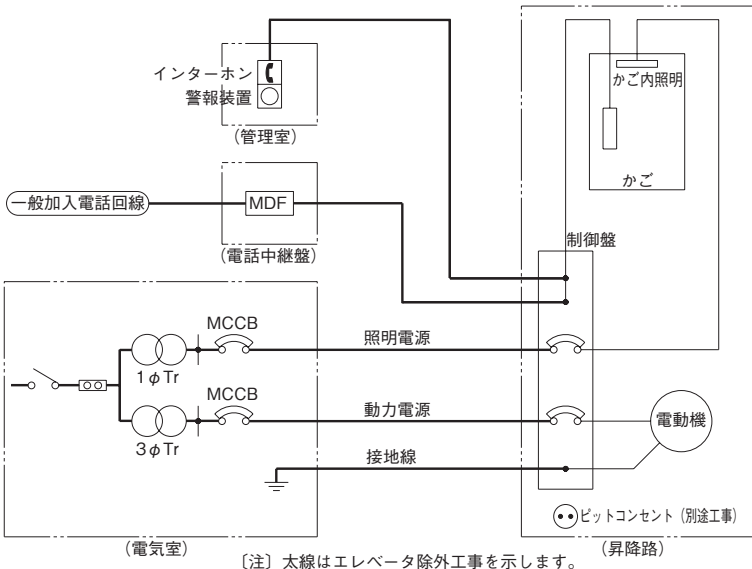 インターホン
警報装置
(管理室)
かご内照明
かご
一般加入電話回線
MDF
(電話中継盤)
制御盤
MCCB
照明電源
1φTr
MCCB
動力電源
電動機
3φTr
接地線
ピットコンセント (別途工事)
(電気室)
(昇降路)
〔注〕太線はエレベータ除外工事を示します。